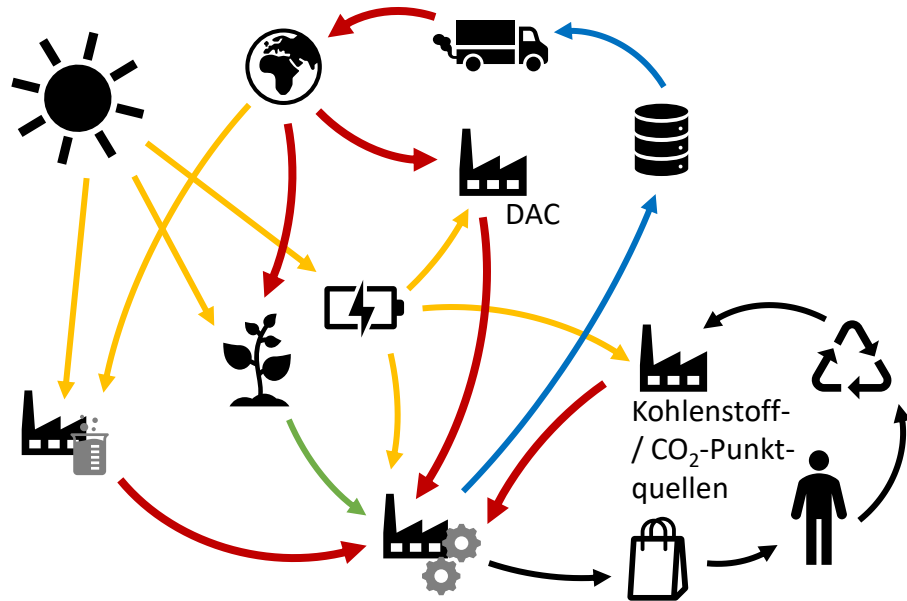 DAC
Kohlenstoff-
/ CO₂-Punkt-
quellen